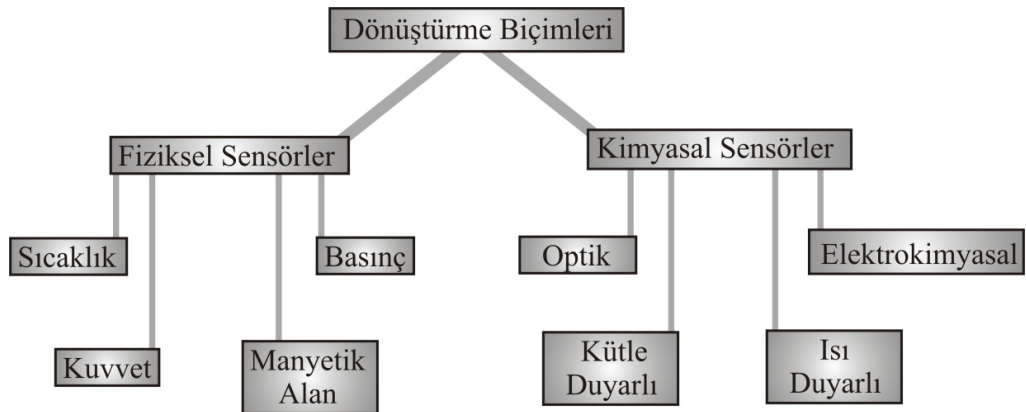 Dönüştürme Biçimleri
Fiziksel Sensörler
Kimyasal Sensörler
Sıcaklık
Basınç
Optik
Elektrokimyasal
Kuvvet
Manyetik
Alan
Kütle
Duyarlı
Isı
Duyarlı